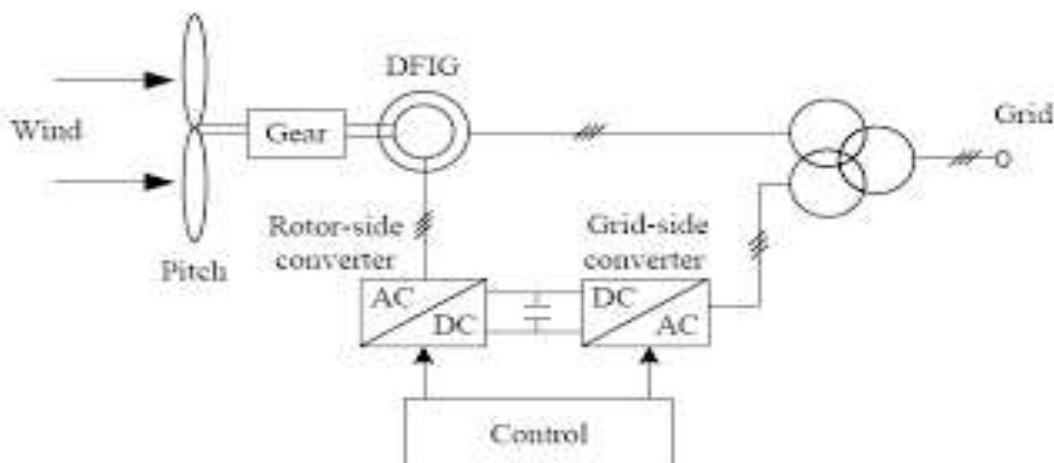 DFIG
Grid
Wind
Gear
Rotor-side
converter
Grid-side
converter
Pitch
AC
DC
DC
AC
Control